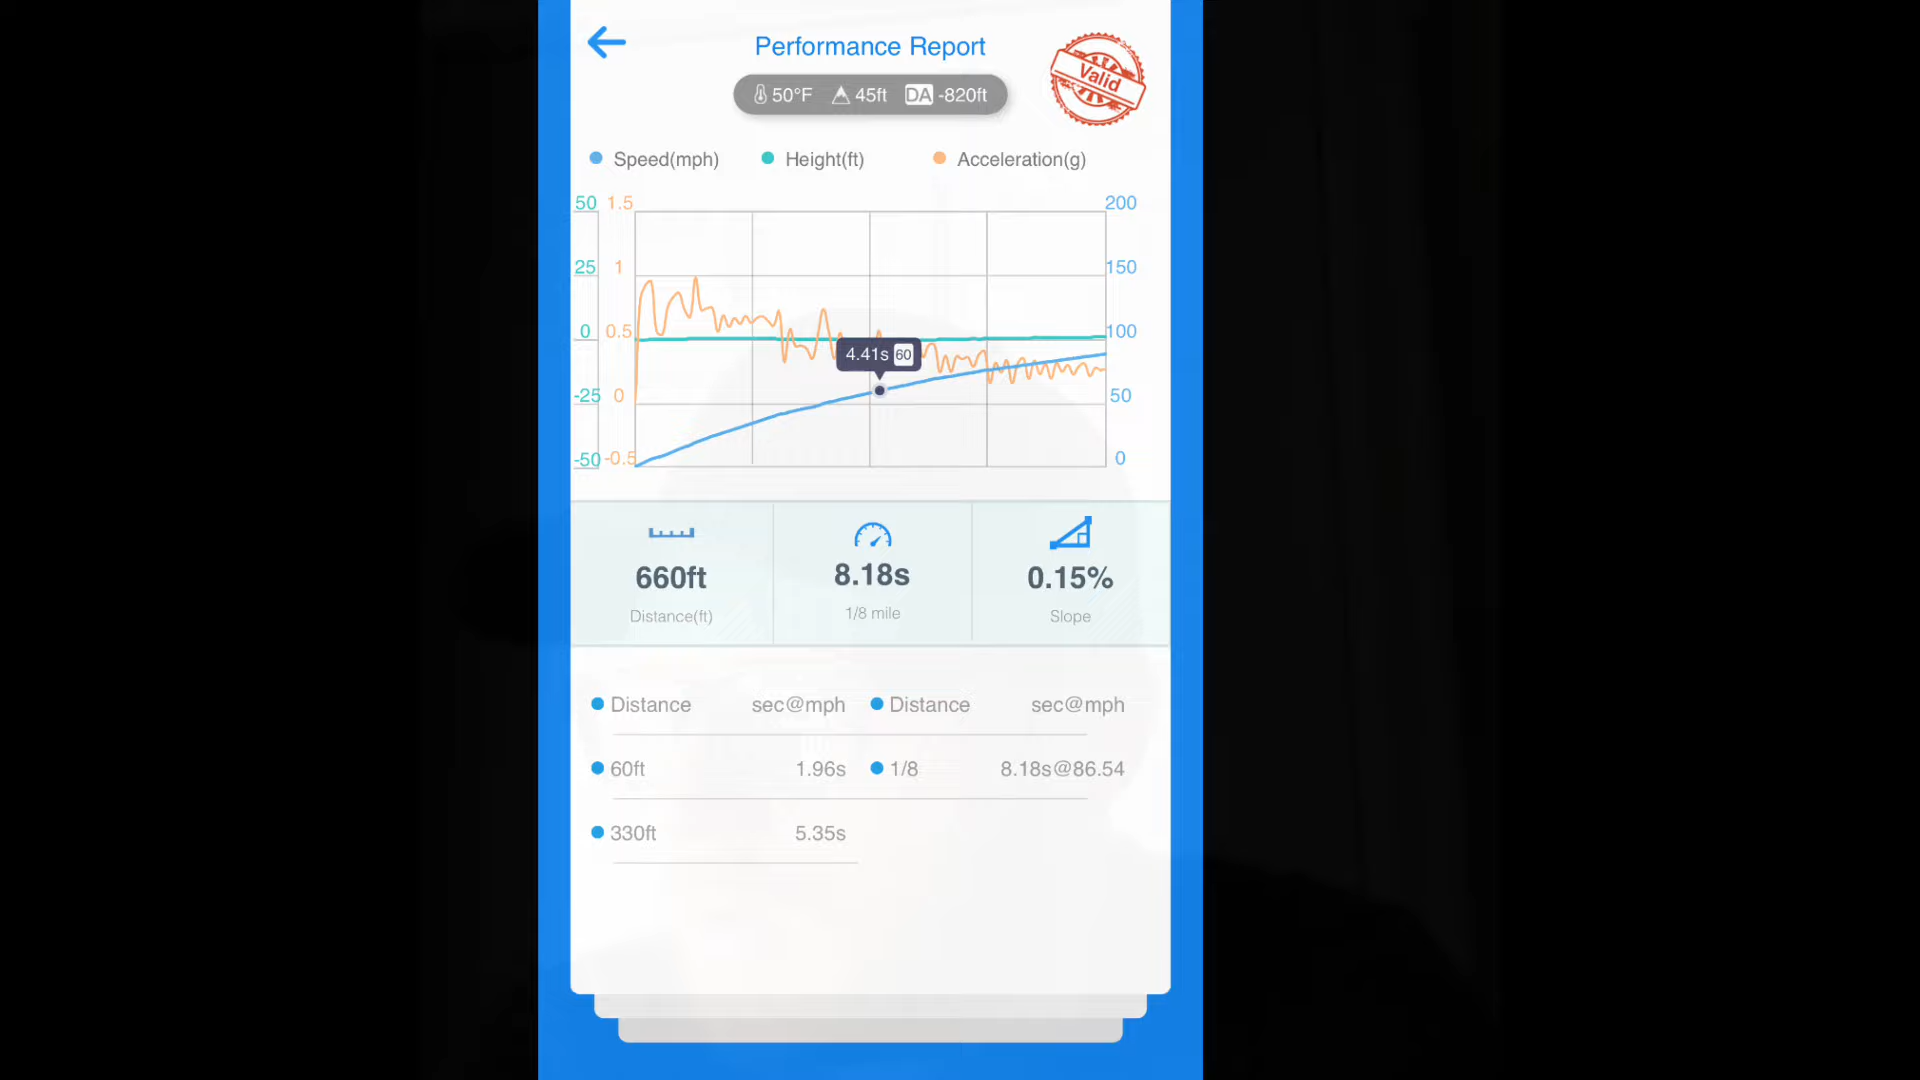 Performance Report
50°F 45ft DA -820ft
Valid
Speed(mph) Height(ft) Acceleration(g)
50 1.5 200
25 1 150
0 0.5 100
4.41s 60
-25 0 50
-50 -0.5 0
660ft 8.18s 0.15%
Distance(ft) 1/8 mile Slope
Distance sec@mph Distance sec@mph
60ft 1.96s 1/8 8.18s@86.54
330ft 5.35s